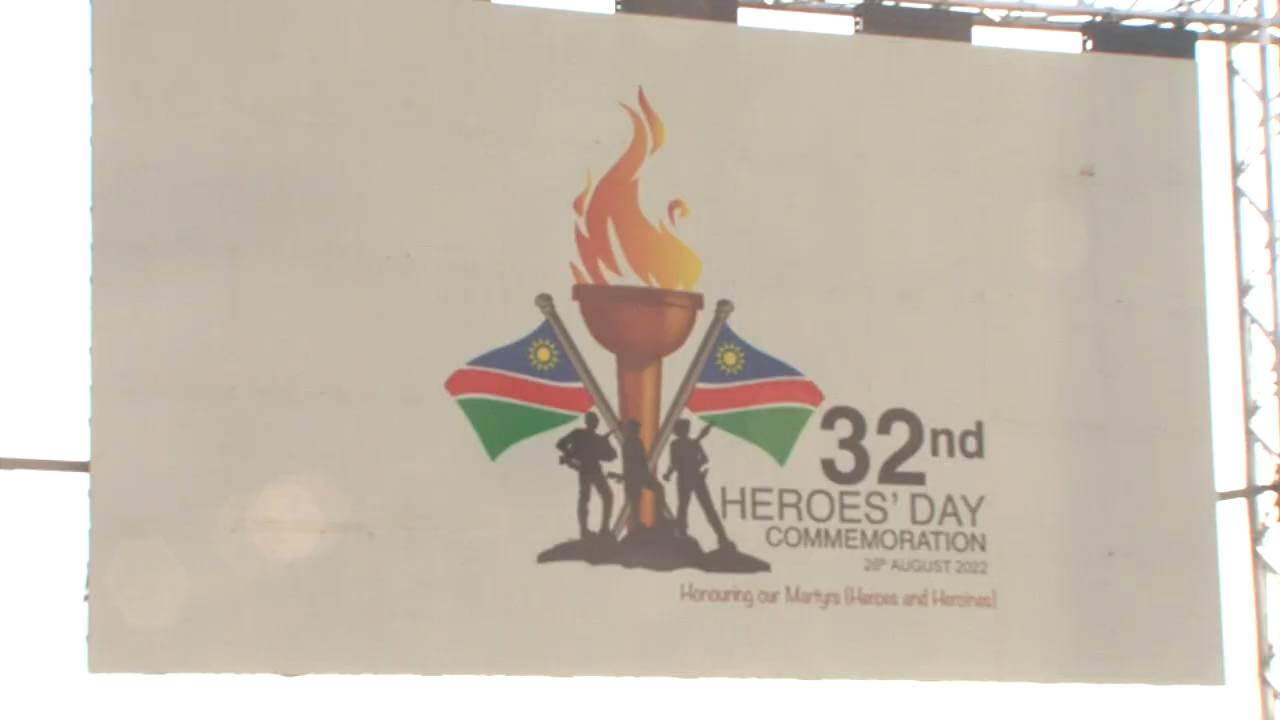 32nd
HEROES' DAY
COMMEMORATION
26th AUGUST 2022
Honouring our Martyrs (Heroes and Heroines)